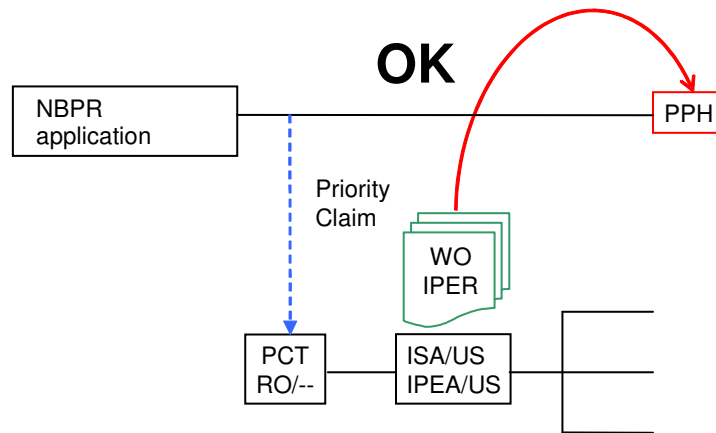 OK
NBPR
application
PPH
Priority
Claim
WO
IPER
PCT
RO/--
ISA/US
IPEA/US